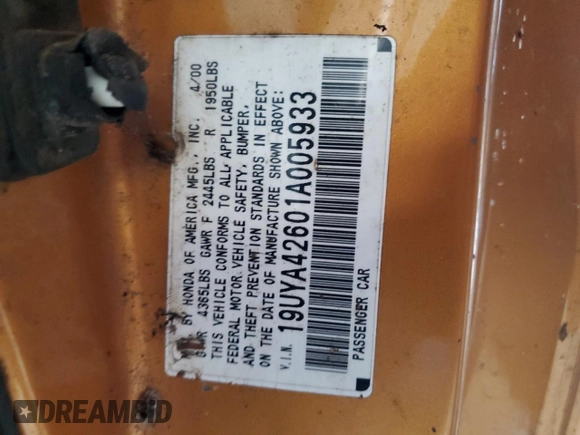 BY HONDA OF AMERICA MFG., INC. 4/00
GVWR 4365LBS GAWR F 2445LBS R 1950LBS
THIS VEHICLE CONFORMS TO ALL APPLICABLE
FEDERAL MOTOR VEHICLE SAFETY, BUMPER,
AND THEFT PREVENTION STANDARDS IN EFFECT
ON THE DATE OF MANUFACTURE SHOWN ABOVE:
V.I.N. 19UYA42601A005933
PASSENGER CAR
DREAMBID